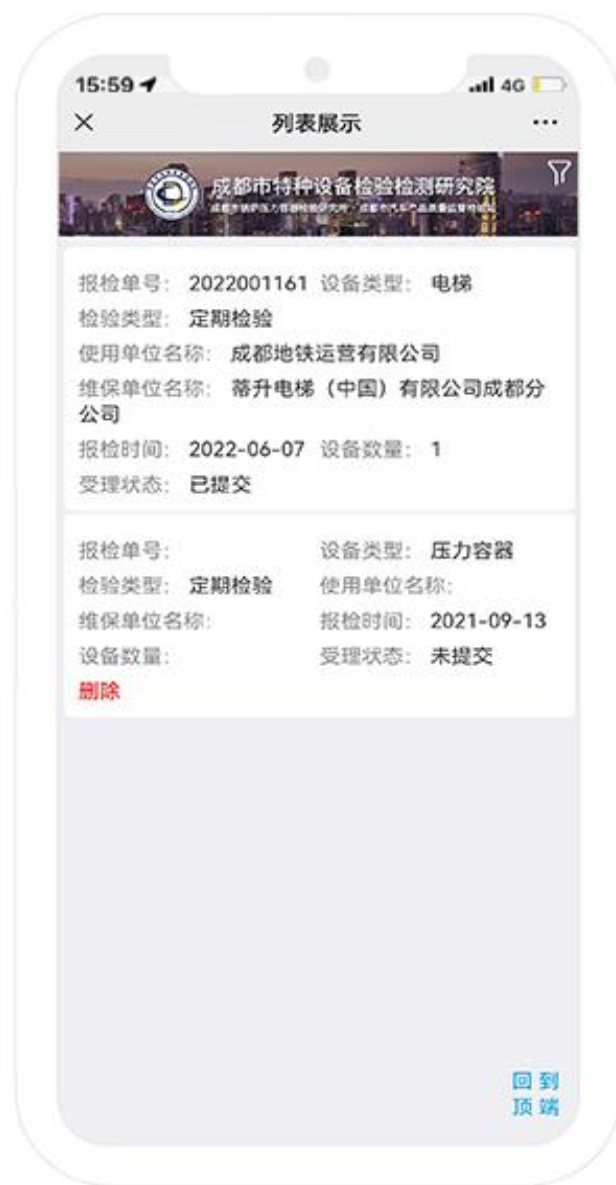 15:59
4G
列表展示
成都市特种设备检验检测研究院
报检单号: 2022001161 设备类型: 电梯
检验类型: 定期检验
使用单位名称: 成都地铁运营有限公司
维保单位名称: 蒂升电梯（中国）有限公司成都分
公司
报检时间: 2022-06-07 设备数量: 1
受理状态: 已提交
报检单号: 设备类型: 压力容器
检验类型: 定期检验 使用单位名称:
维保单位名称: 报检时间: 2021-09-13
设备数量: 受理状态: 未提交
删除
回到
顶端